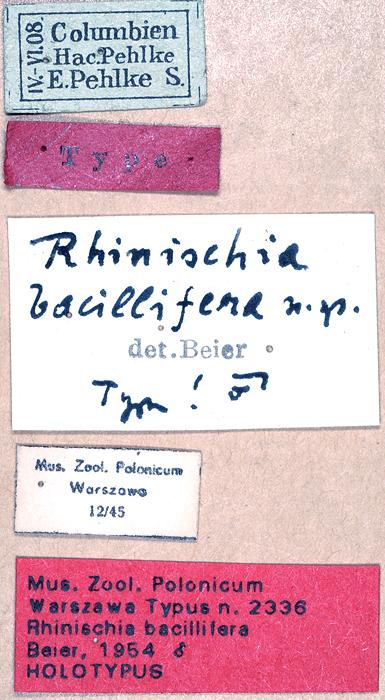 IV.-VI.08.
Columbien
Hac.Pehlke
E.Pehlke S.
Type
Rhinischia
bacillifera n.sp.
det.Beier
Type! ♂
Mus. Zool. Polonicum
Warszawa
12/45
Mus. Zool. Polonicum
Warszawa Typus n. 2336
Rhinischia bacillifera
Beier, 1954 ♂
HOLOTYPUS